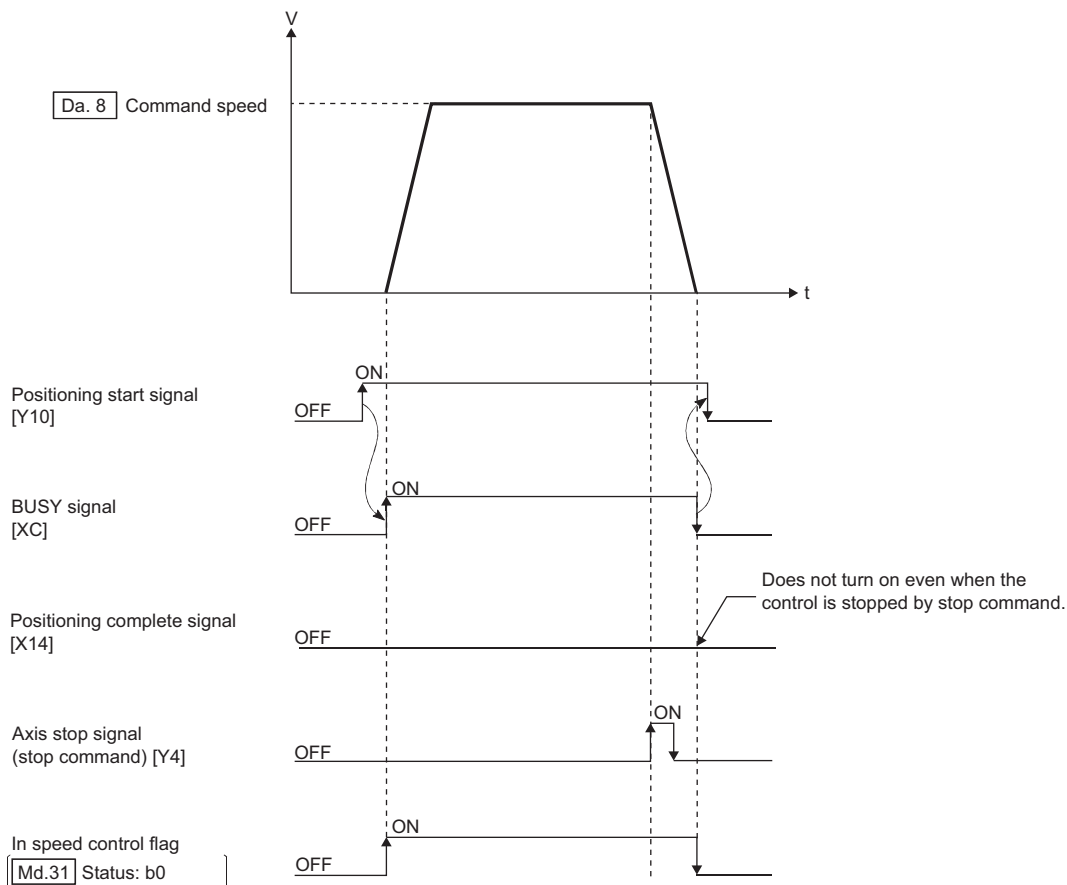 V
Da. 8 Command speed
t
ON
Positioning start signal
[Y10]
OFF
ON
BUSY signal
[XC]
OFF
Does not turn on even when the
control is stopped by stop command.
Positioning complete signal
[X14]
OFF
ON
Axis stop signal
(stop command) [Y4]
OFF
ON
In speed control flag
OFF
Md.31 Status: b0